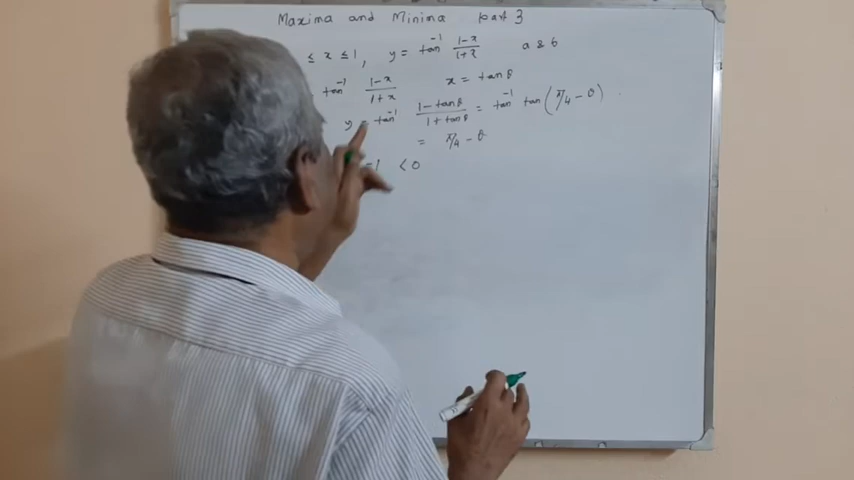 Maxima and Minima part 3
≤ x ≤ 1, y = tan⁻¹ (1-x)/(1+x) a & b
tan⁻¹ (1-x)/(1+x) x = tan θ
y = tan⁻¹ (1-tan θ)/(1+tan θ) = tan⁻¹ tan (π/4 - θ)
= π/4 - θ
-1 < 0